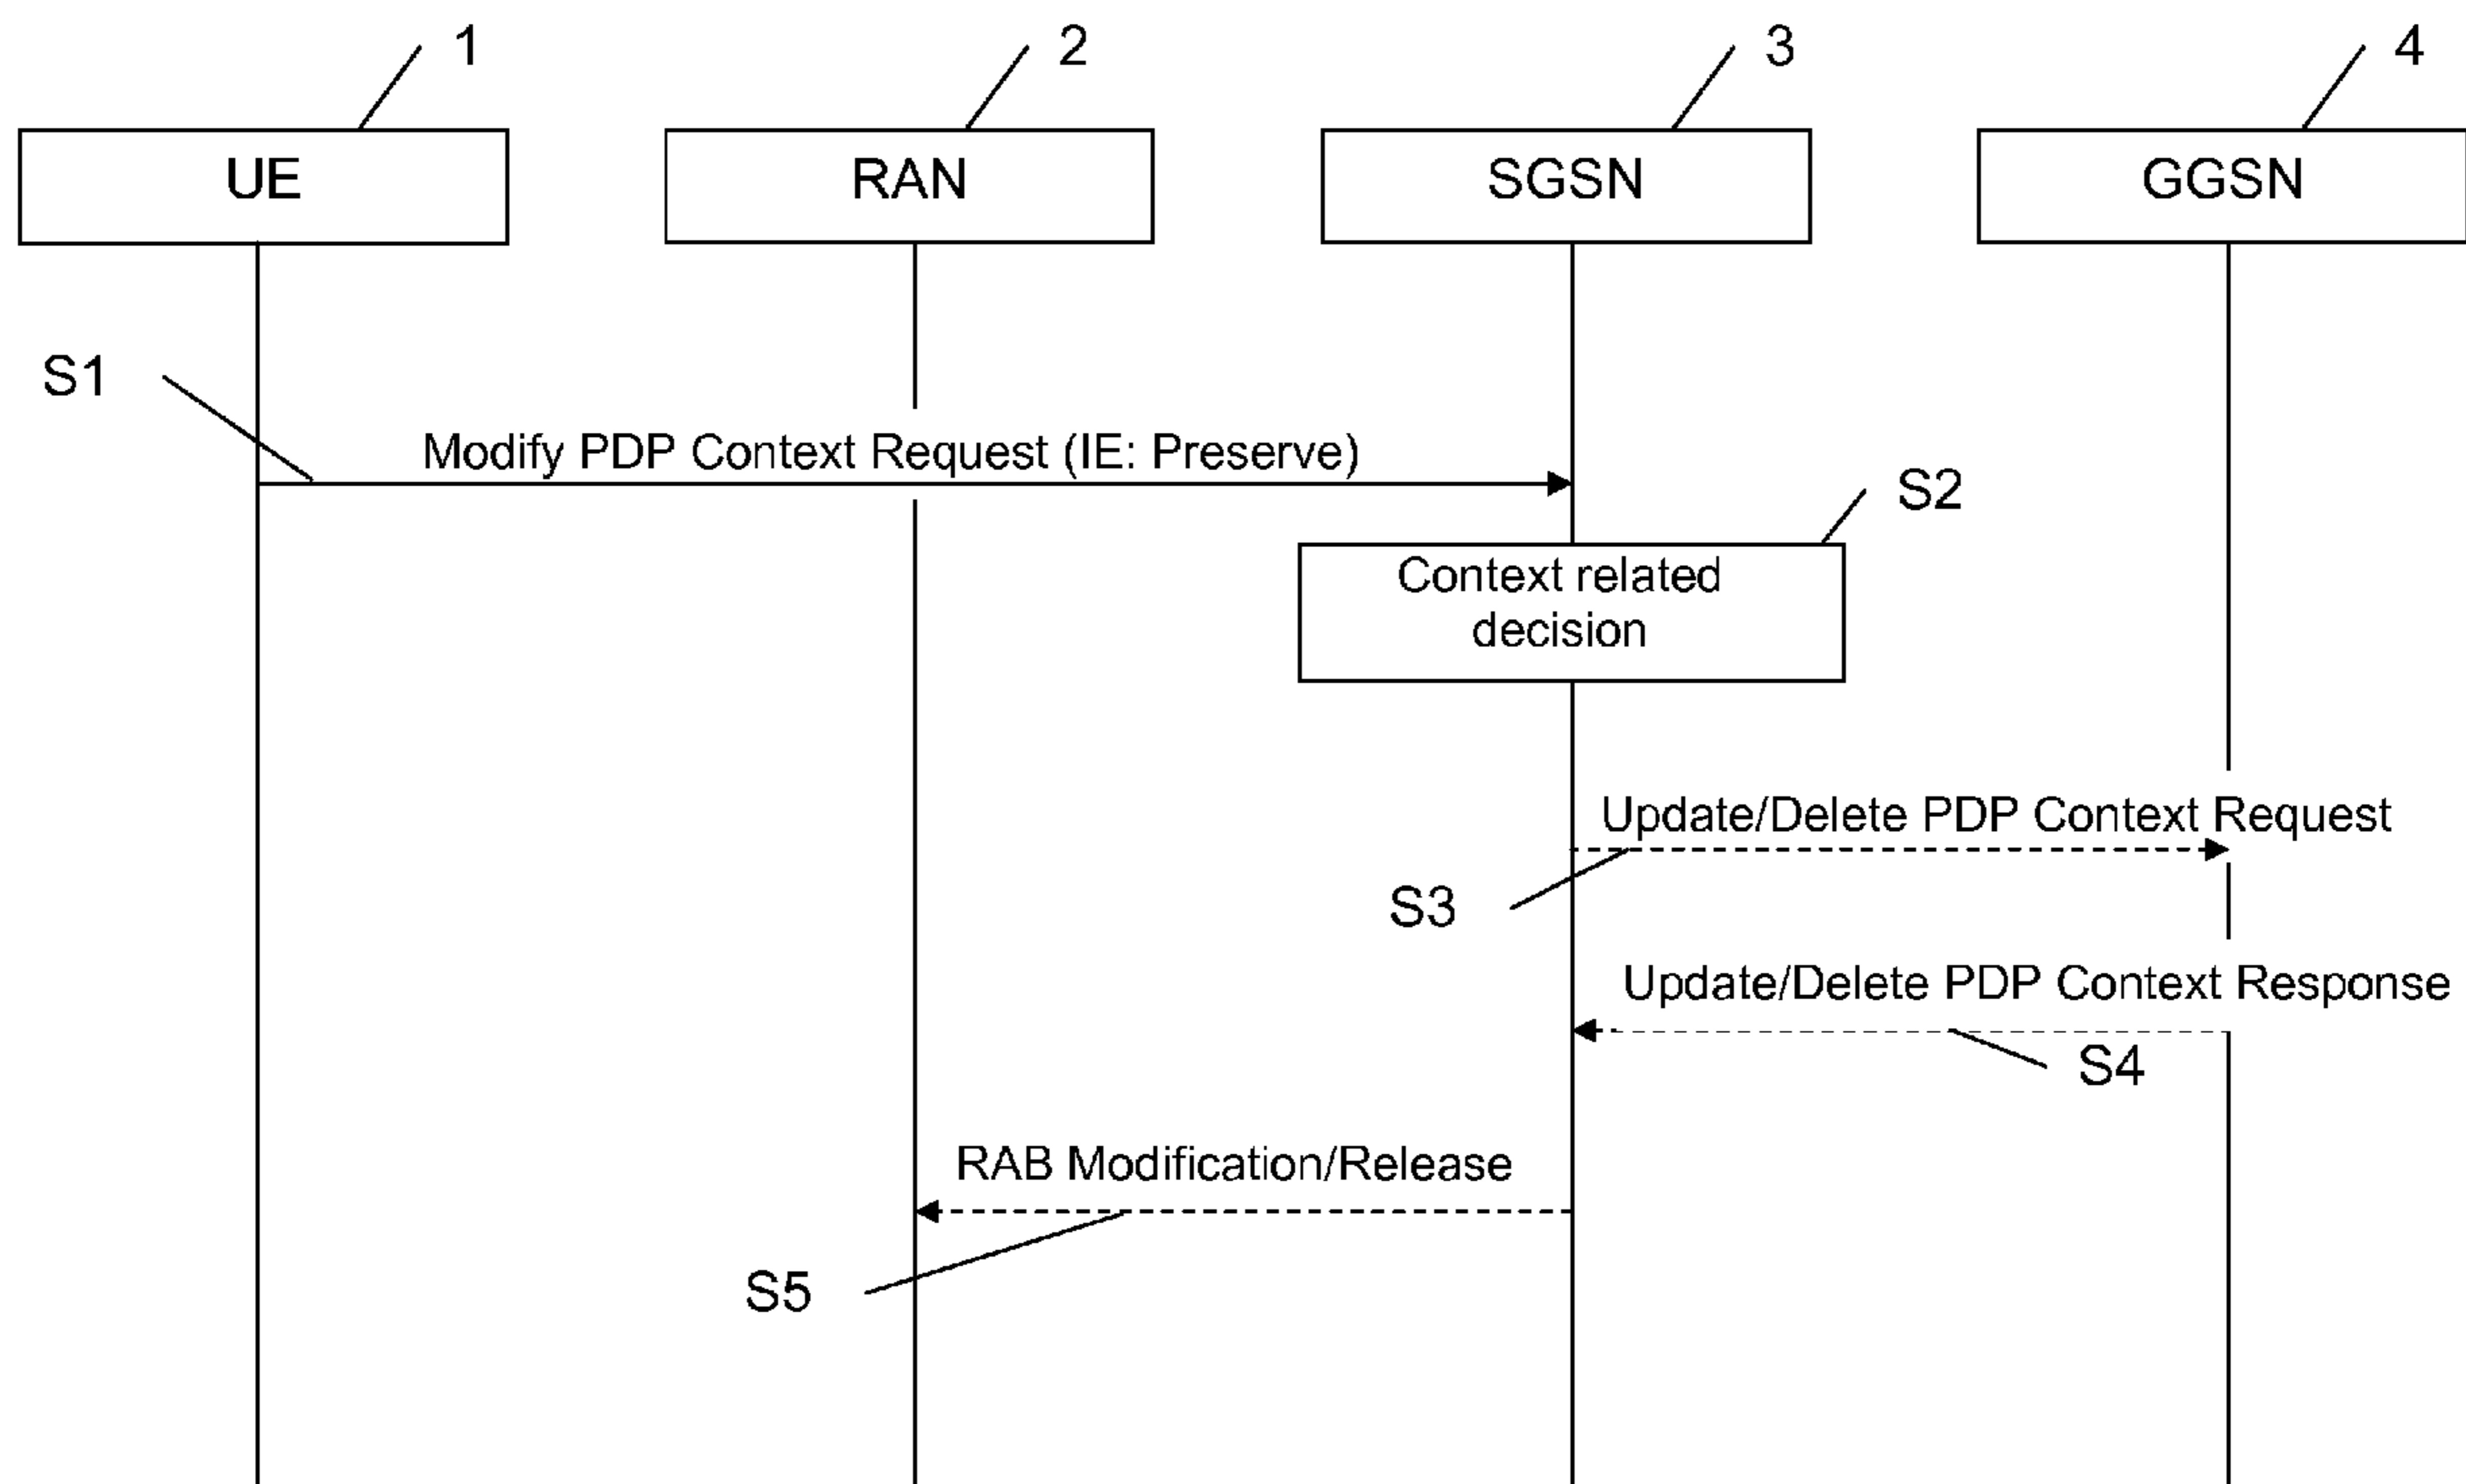 1
2
3
4
UE
RAN
SGSN
GGSN
S1
Modify PDP Context Request (IE: Preserve)
S2
Context related
decision
Update/Delete PDP Context Request
S3
Update/Delete PDP Context Response
S4
RAB Modification/Release
S5